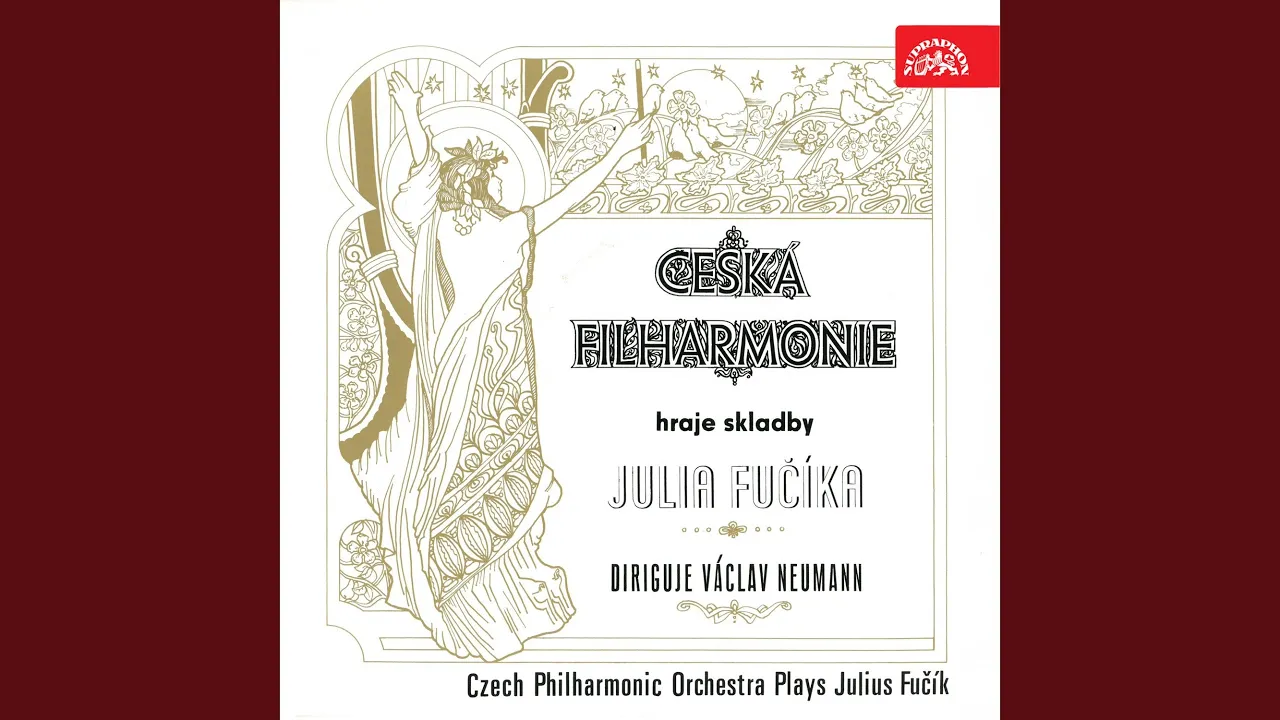 SUPRAPHON
ČESKÁ
FILHARMONIE
hraje skladby
JULIA FUČÍKA
DIRIGUJE VÁCLAV NEUMANN
Czech Philharmonic Orchestra Plays Julius Fučík